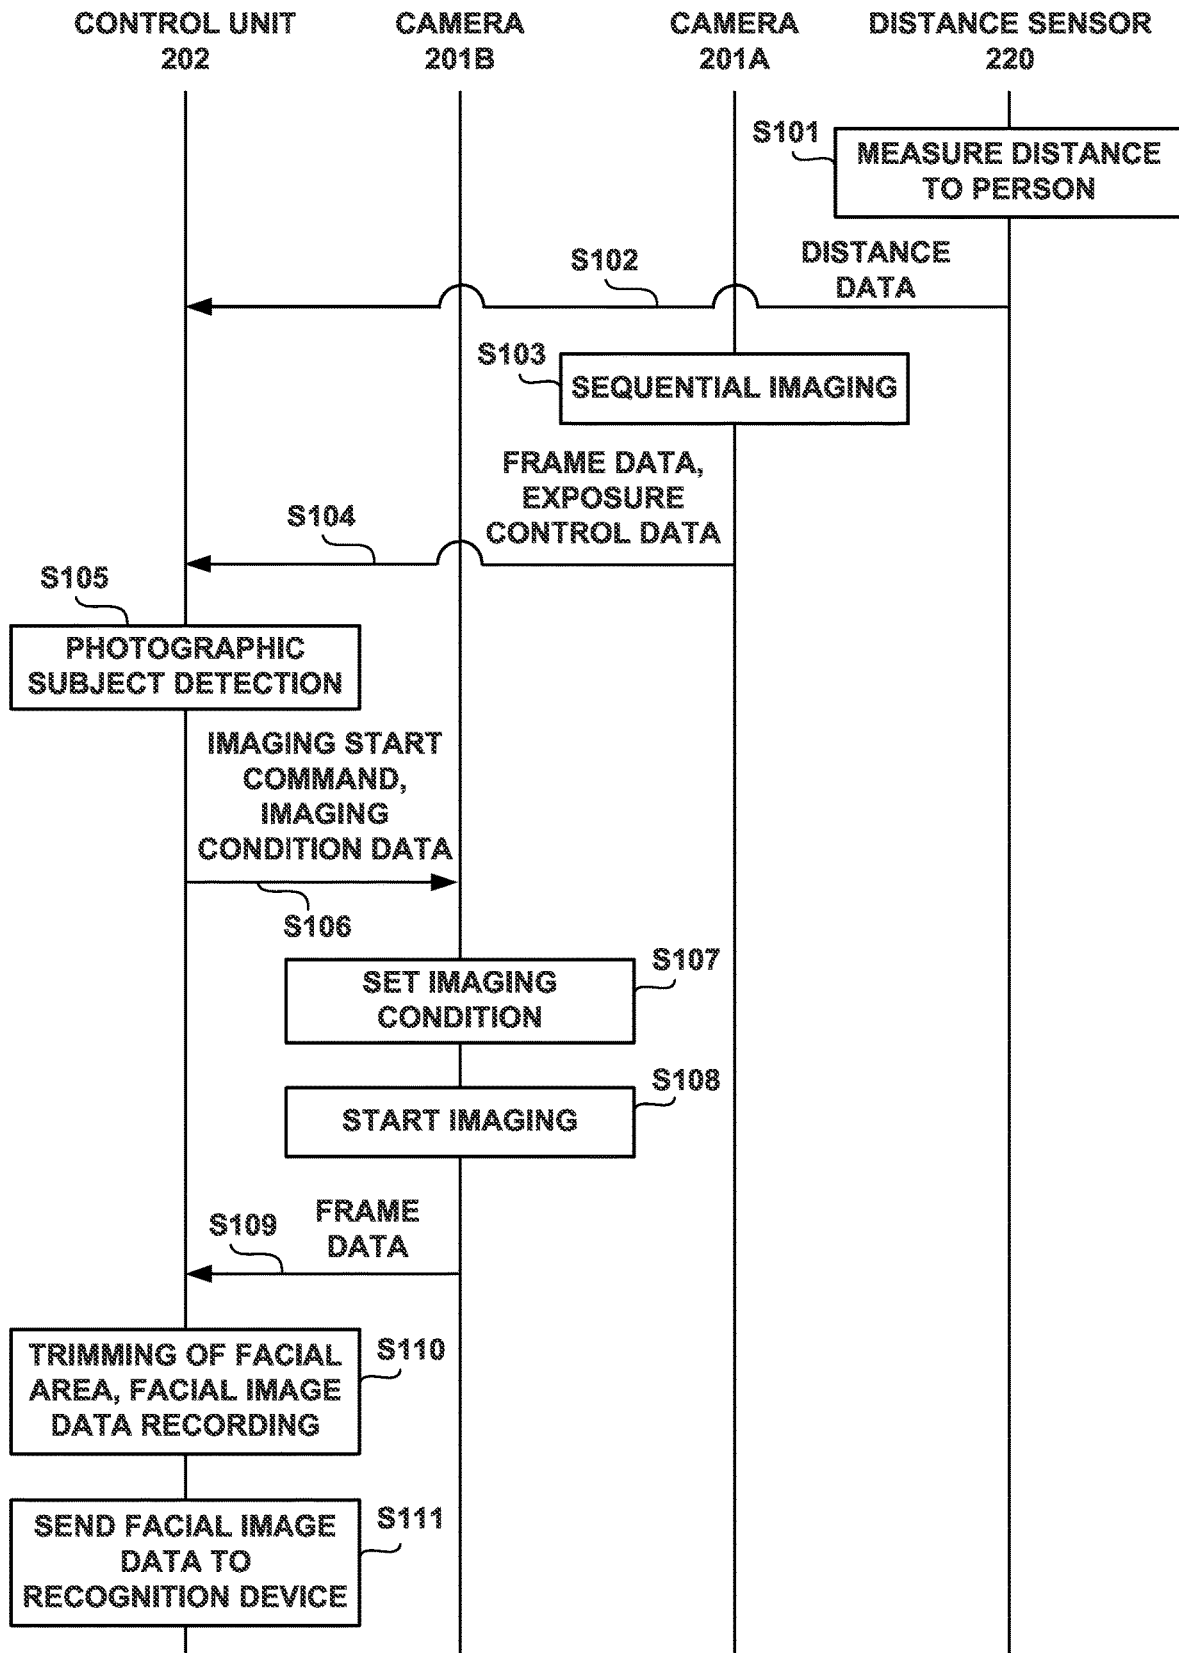 CONTROL UNIT
202
CAMERA
201B
CAMERA
201A
DISTANCE SENSOR
220
S101
MEASURE DISTANCE
TO PERSON
S102
DISTANCE
DATA
S103
SEQUENTIAL IMAGING
FRAME DATA,
EXPOSURE
CONTROL DATA
S104
S105
PHOTOGRAPHIC
SUBJECT DETECTION
IMAGING START
COMMAND,
IMAGING
CONDITION DATA
S106
S107
SET IMAGING
CONDITION
S108
START IMAGING
S109
FRAME
DATA
TRIMMING OF FACIAL
AREA, FACIAL IMAGE
DATA RECORDING
S110
SEND FACIAL IMAGE
DATA TO
RECOGNITION DEVICE
S111